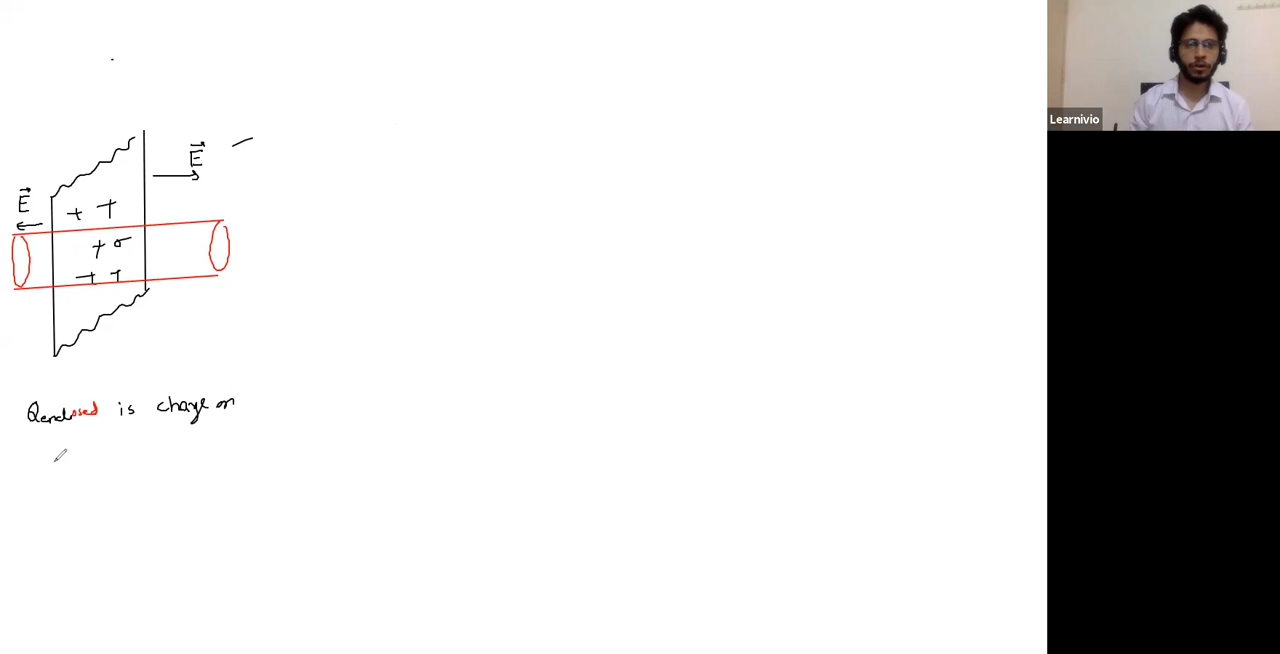 E
E
+ +
+ σ
+ +
Qenclosed is charge on
Learnivio